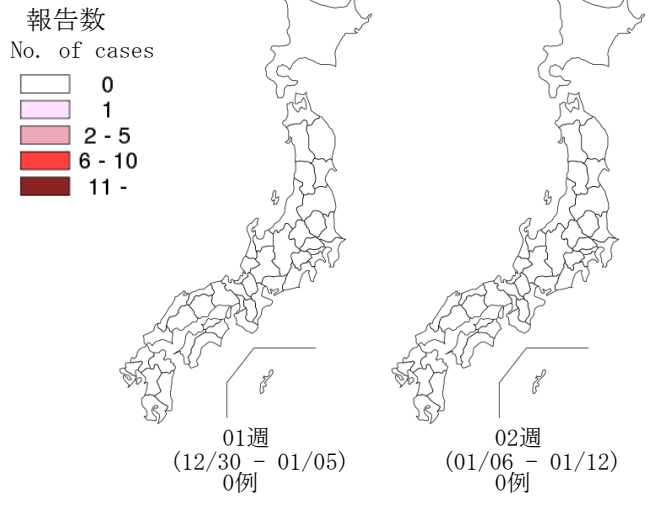 報告数
No. of cases
0
1
2 - 5
6 - 10
11 -
01週
(12/30 - 01/05)
0例
02週
(01/06 - 01/12)
0例